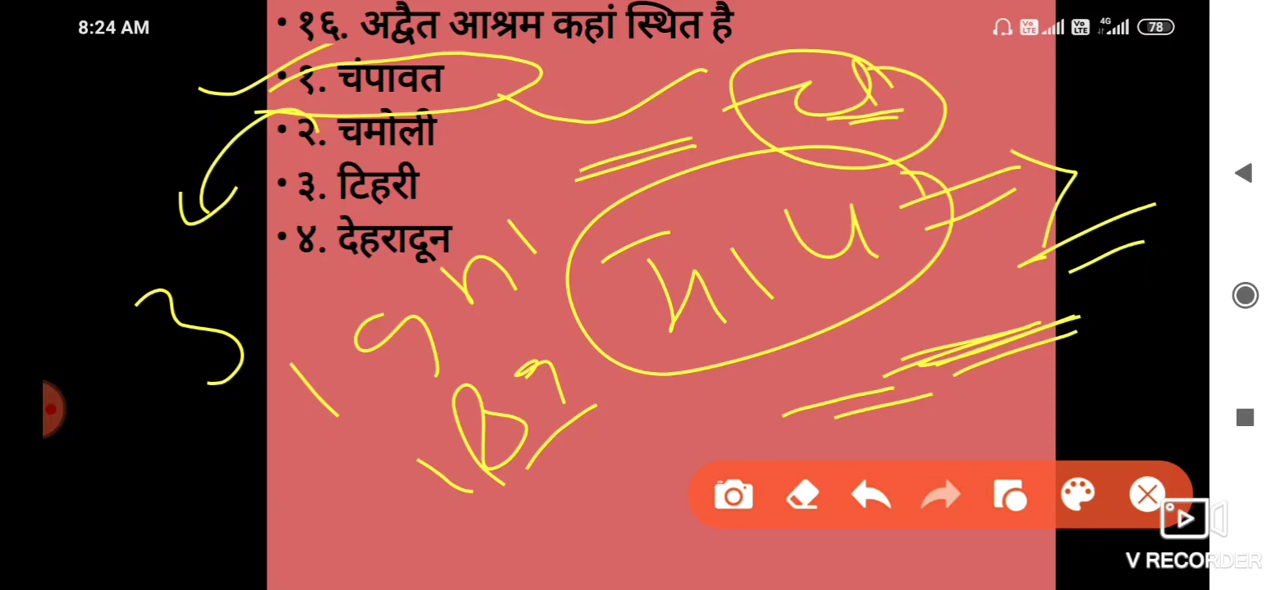 8:24 AM
78
• १६. अद्वैत आश्रम कहां स्थित है
• १. चंपावत
• २. चमोली
• ३. टिहरी
• ४. देहरादून
V RECORDER